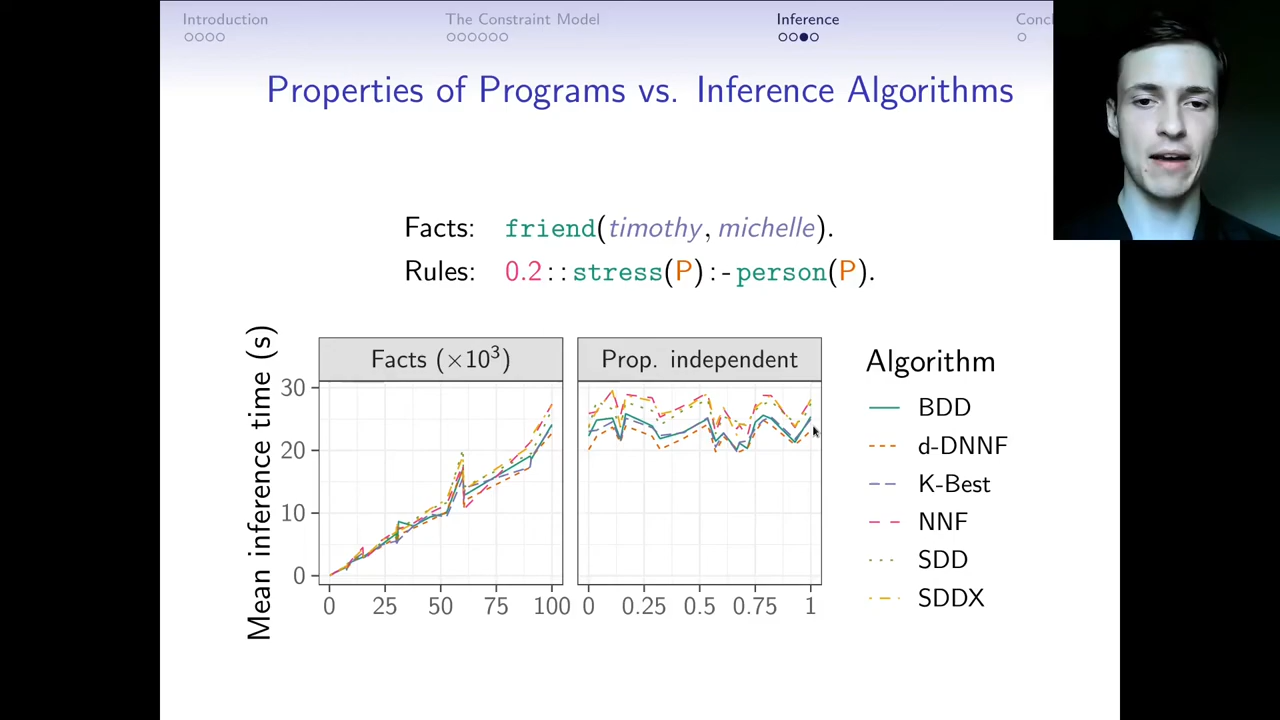 Introduction
The Constraint Model
Inference
Conc
Properties of Programs vs. Inference Algorithms
Facts: friend(timothy, michelle).
Rules: 0.2::stress(P):-person(P).
Mean inference time (s)
Facts (×10³)
Prop. independent
30
20
10
0
0 25 50 75 100
0 0.25 0.5 0.75 1
Algorithm
BDD
d-DNNF
K-Best
NNF
SDD
SDDX